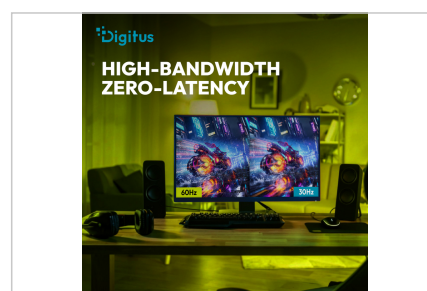 Digitus
HIGH-BANDWIDTH
ZERO-LATENCY
60Hz
30Hz